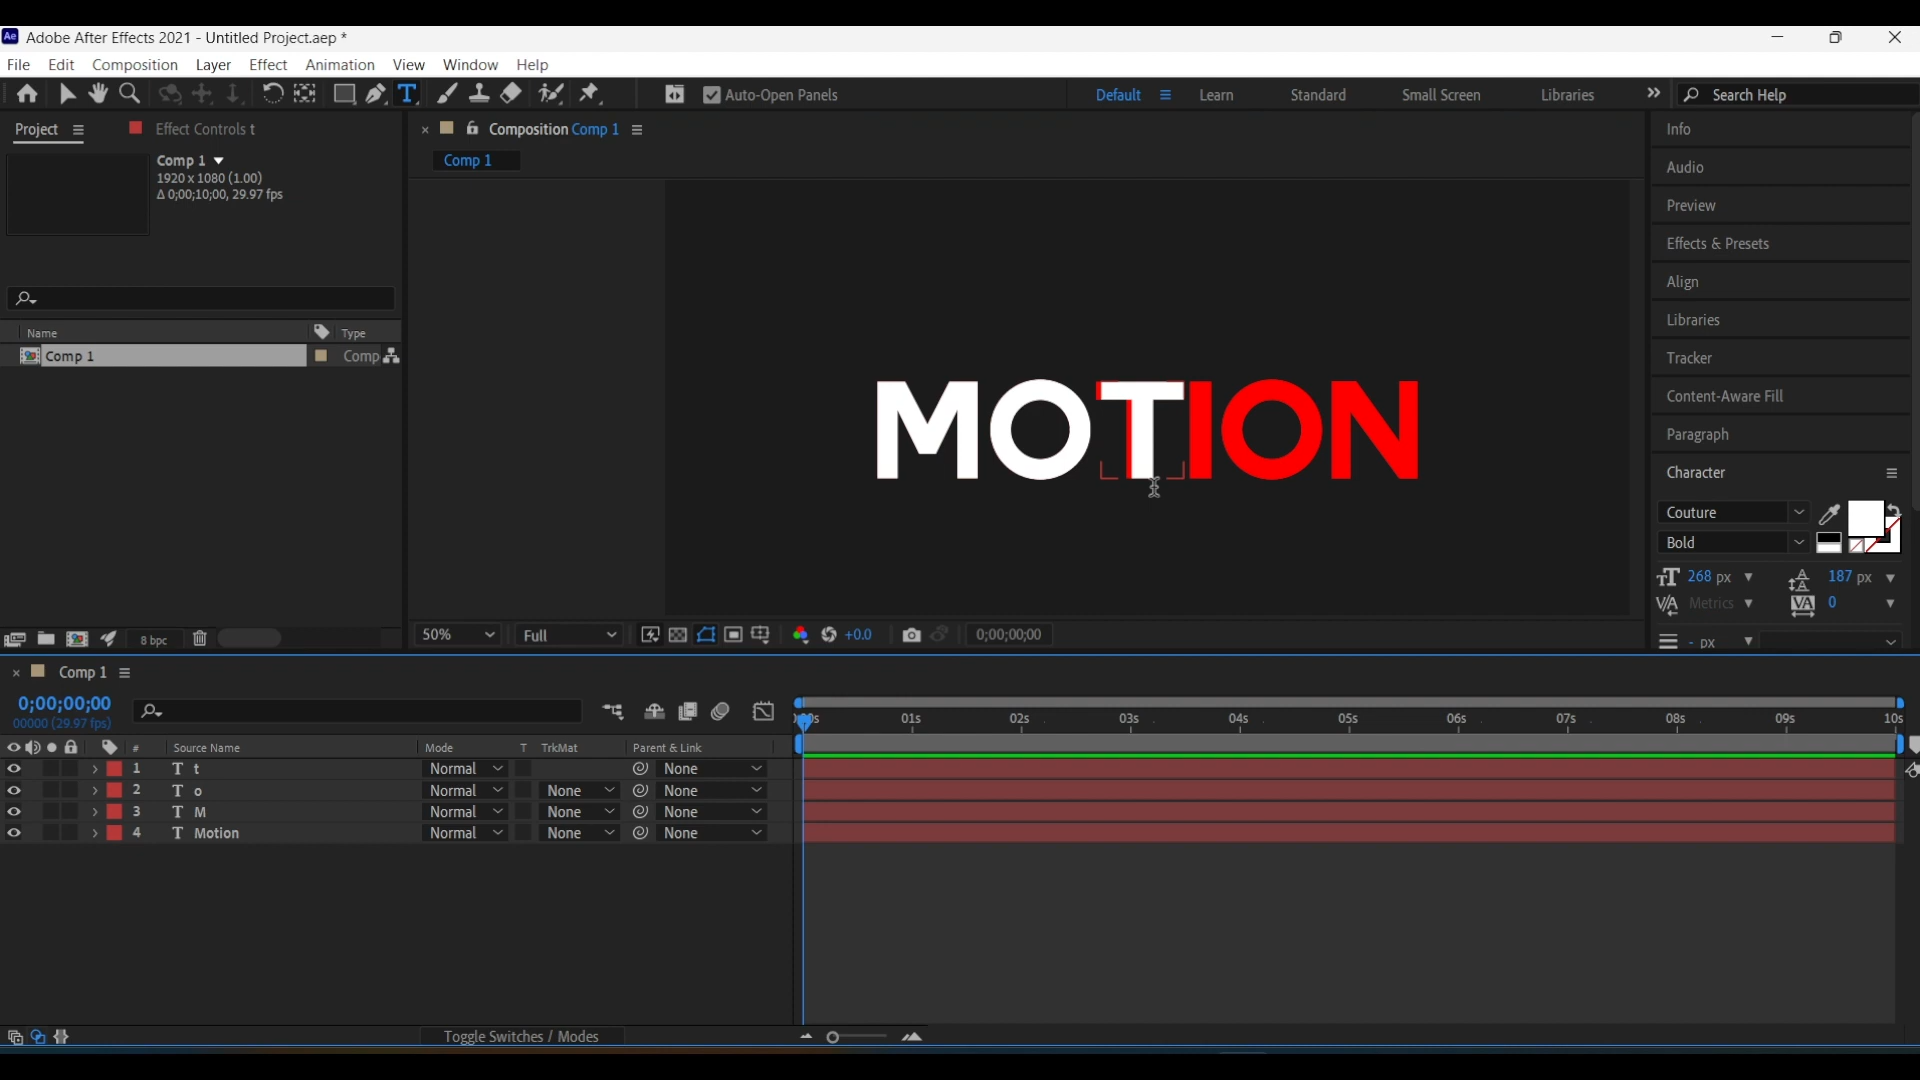 Ae Adobe After Effects 2021 - Untitled Project.aep *
File Edit Composition Layer Effect Animation View Window Help
T Auto-Open Panels Default Learn Standard Small Screen Libraries Search Help
Project Effect Controls t
Comp 1
1920 x 1080 (1.00)
Δ 0;00;10;00, 29.97 fps
Name Type
Comp 1 Comp
8 bpc
Composition Comp 1
Comp 1
MOTION
50% Full +0.0 0;00;00;00
Info
Audio
Preview
Effects & Presets
Align
Libraries
Tracker
Content-Aware Fill
Paragraph
Character
Couture
Bold
268 px 187 px
Metrics 0
- px
Comp 1
0;00;00;00
00000 (29.97 fps)
01s 02s 03s 04s 05s 06s 07s 08s 09s 10s
# Source Name Mode T TrkMat Parent & Link
1 T t Normal None
2 T o Normal None None
3 T M Normal None None
4 T Motion Normal None None
Toggle Switches / Modes